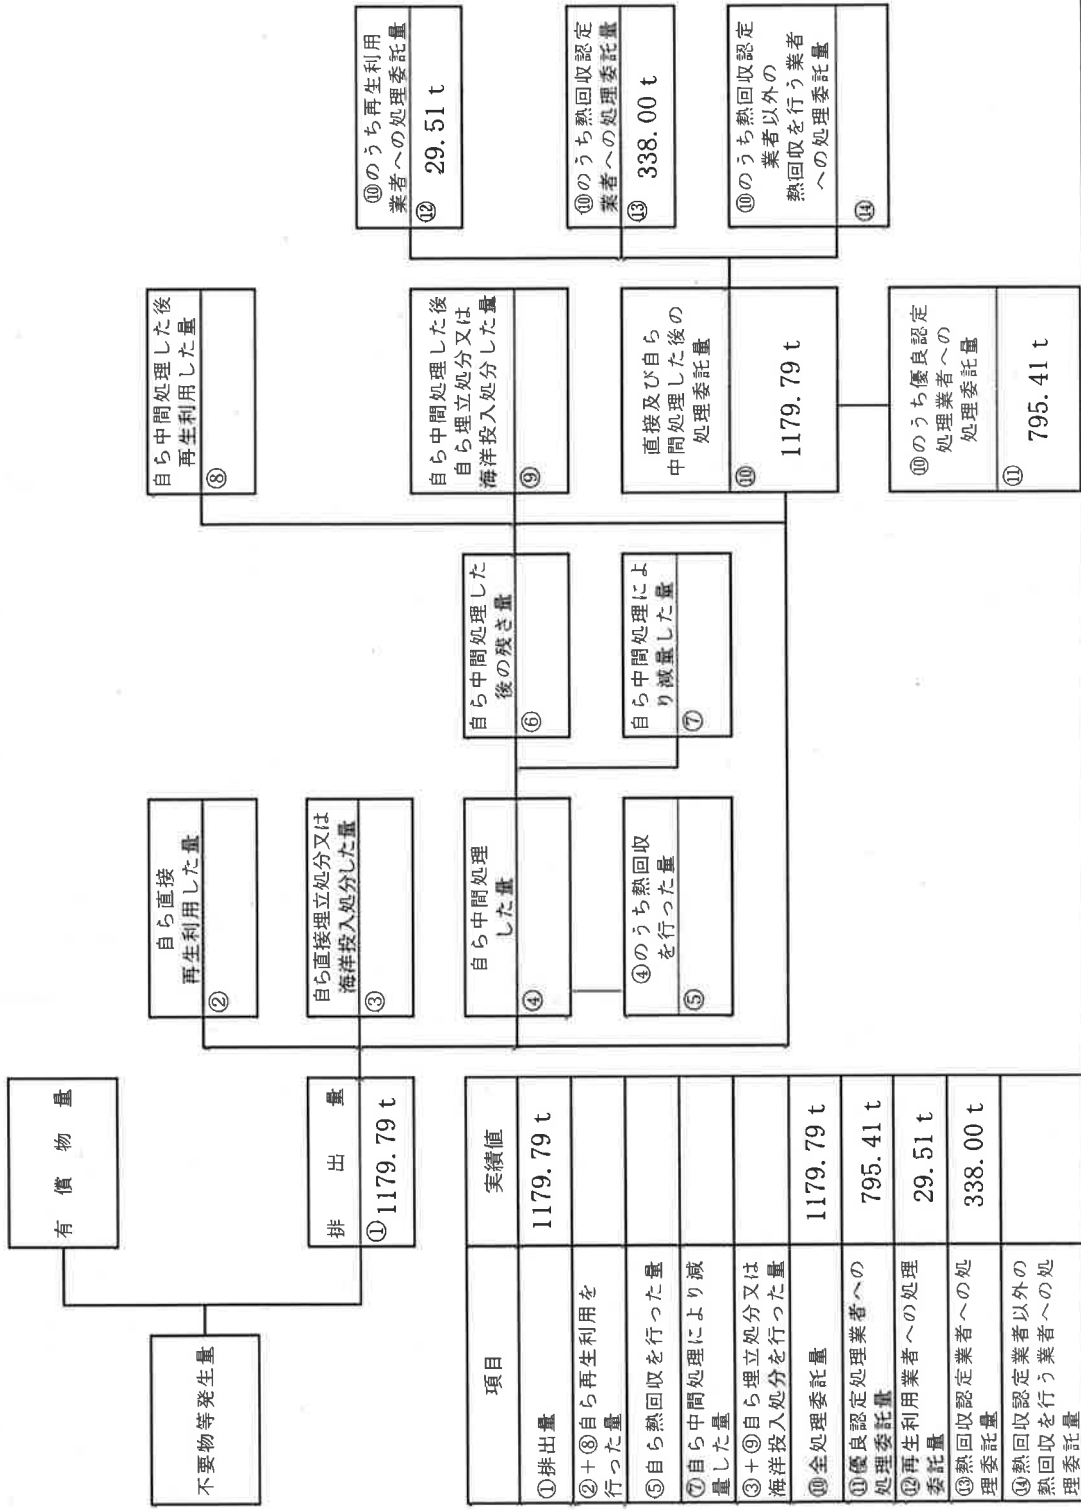 不要物等発生量
有償物量
排出量
①1179.79 t
自ら直接
再生利用した量
②
自ら直接埋立処分又は
海洋投入処分した量
③
自ら中間処理
した量
④
④のうち熱回収
を行った量
⑤
自ら中間処理した
後の残さ量
⑥
自ら中間処理によ
り減量した量
⑦
自ら中間処理した後
再生利用した量
⑧
自ら中間処理した後
自ら埋立処分又は
海洋投入処分した量
⑨
直接及び自ら
中間処理した後の
処理委託量
⑩
1179.79 t
⑩のうち優良認定
処理業者への
処理委託量
⑪
795.41 t
⑩のうち再生利用
業者への処理委託量
⑫
29.51 t
⑩のうち熱回収認定
業者への処理委託量
⑬
338.00 t
⑩のうち熱回収認定
業者以外の
熱回収を行う業者
への処理委託量
⑭
項目 実績値
①排出量 1179.79 t
②+⑧自ら再生利用を
行った量
⑤自ら熱回収を行った量
⑦自ら中間処理により減
量した量
③+⑨自ら埋立処分又は
海洋投入処分を行った量
⑩全処理委託量 1179.79 t
⑪優良認定処理業者への
処理委託量 795.41 t
⑫再生利用業者への処理
委託量 29.51 t
⑬熱回収認定業者への処
理委託量 338.00 t
⑭熱回収認定業者以外の
熱回収を行う業者への処
理委託量